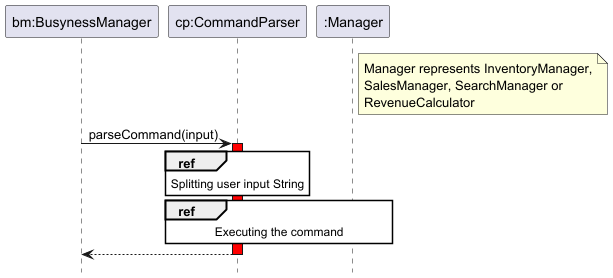 bm:BusynessManager
cp:CommandParser
:Manager
Manager represents InventoryManager,
SalesManager, SearchManager or
RevenueCalculator
parseCommand(input)
ref
Splitting user input String
ref
Executing the command